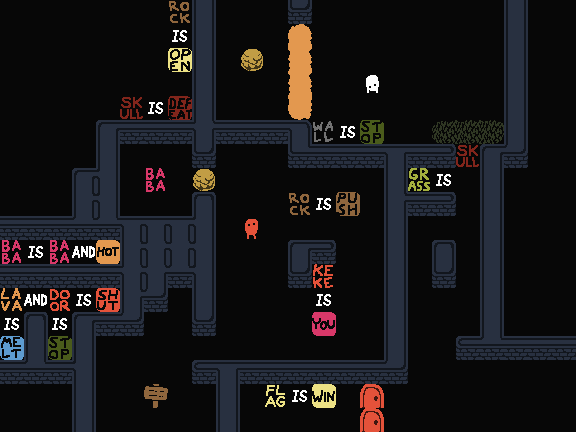 ROCK
IS
OPEN
SKULL IS DEFEAT
WALL IS STOP
SKULL
BABA
GRASS IS
ROCK IS PUSH
BABA IS BABA AND HOT
KEKE
IS
YOU
LAVA AND DOOR IS SHUT
IS IS
MELT STOP
FLAG IS WIN